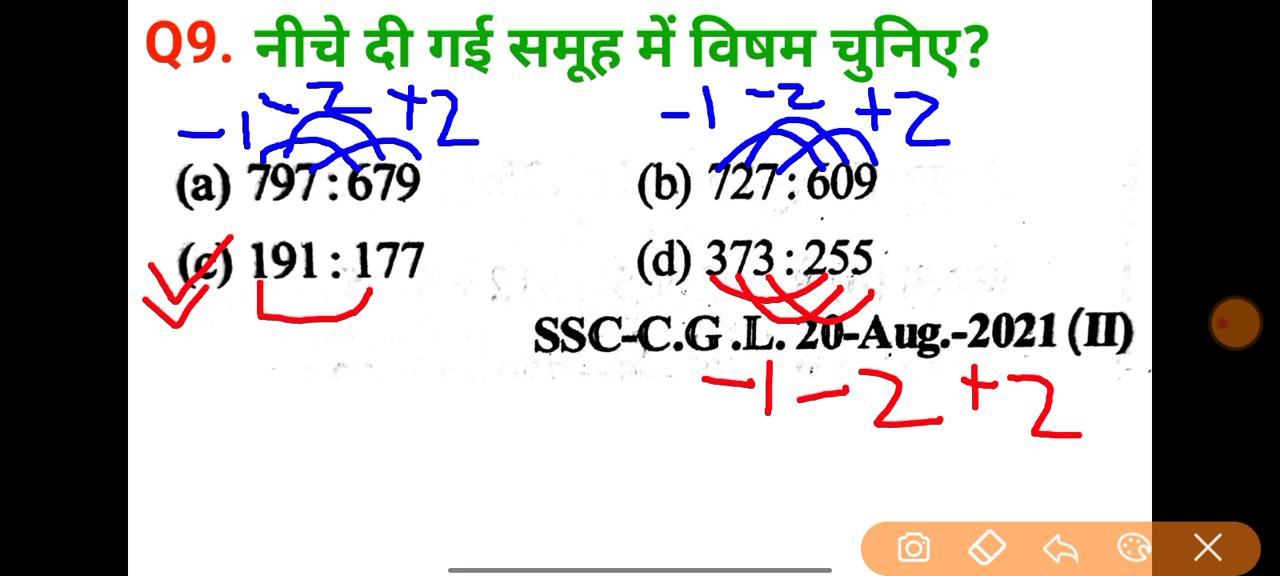 Q9. नीचे दी गई समूह में विषम चुनिए?
-1 -2 +2 -1 -2 +2
(a) 797 : 679 (b) 727 : 609
(c) 191 : 177 (d) 373 : 255
SSC-C.G.L. 20-Aug.-2021 (II)
-1 -2 +2